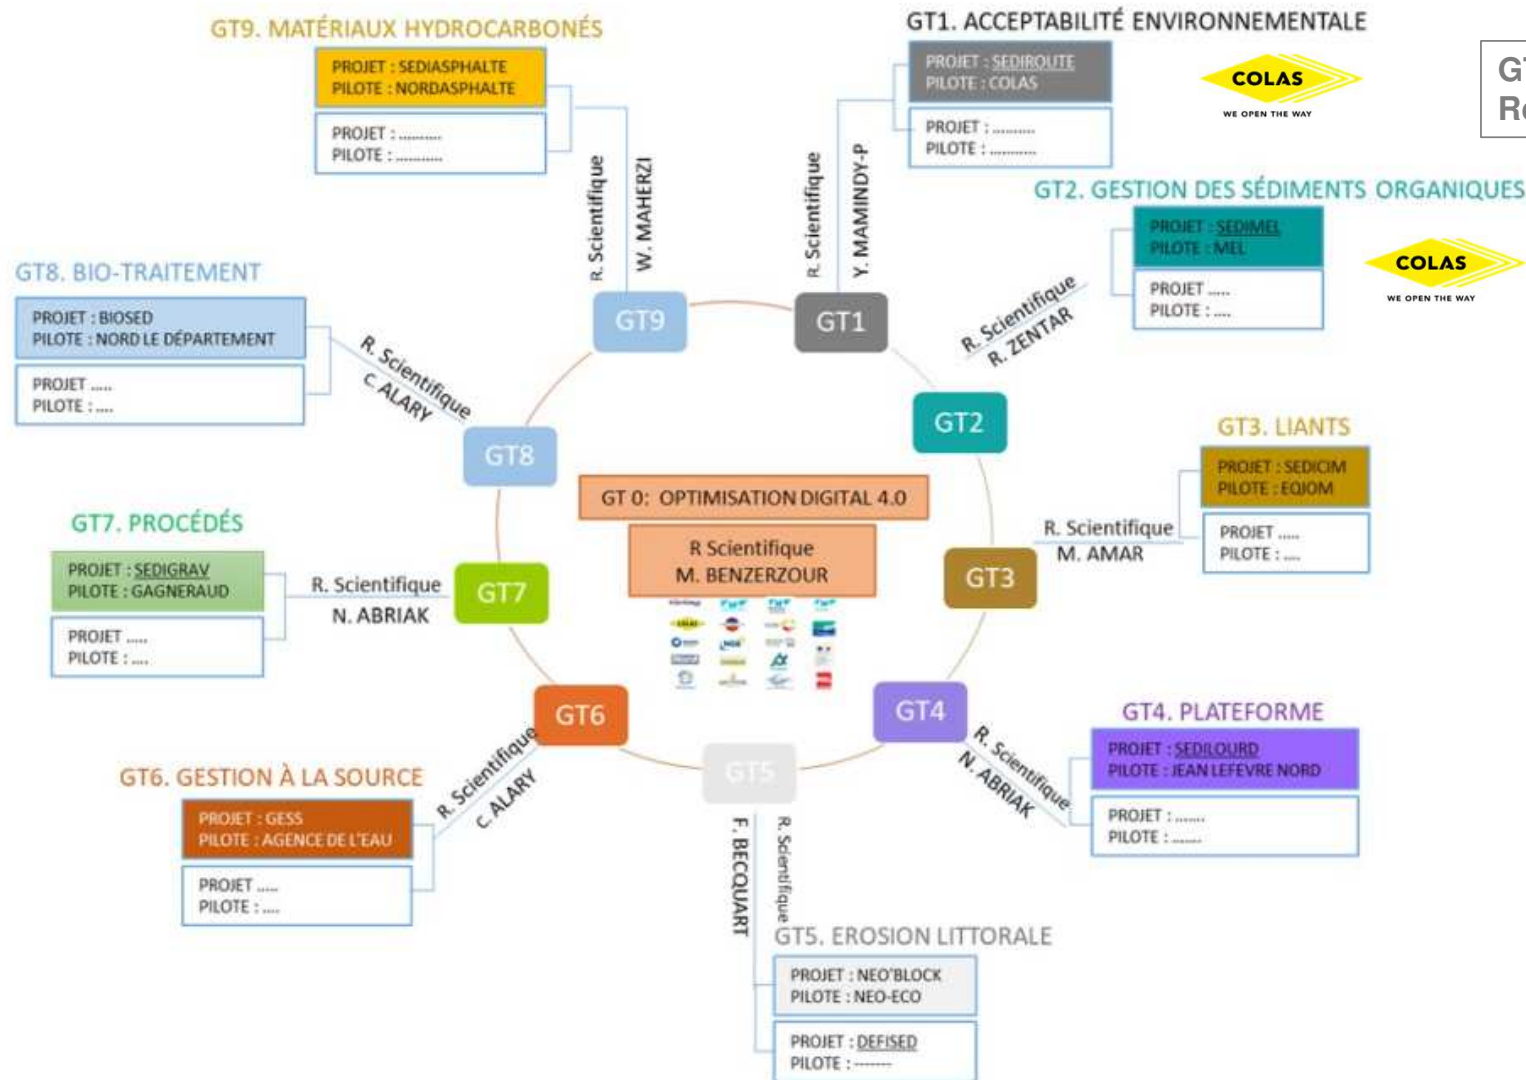 GT9. MATÉRIAUX HYDROCARBONÉS
PROJET : SEDIASPHALTE
PILOTE : NORDASPHALTE
PROJET : ..........
PILOTE : ...........
R. Scientifique
W. MAHERZI
GT9
GT1. ACCEPTABILITÉ ENVIRONNEMENTALE
PROJET : SEDIROUTE
PILOTE : COLAS
PROJET : ..........
PILOTE : ...........
R. Scientifique
Y. MAMINDY-P
GT1
COLAS
WE OPEN THE WAY
GT2. GESTION DES SÉDIMENTS ORGANIQUES
PROJET : SEDIMEL
PILOTE : MEL
PROJET .....
PILOTE : ....
R. Scientifique
R. ZENTAR
GT2
COLAS
WE OPEN THE WAY
GT8. BIO-TRAITEMENT
PROJET : BIOSED
PILOTE : NORD LE DÉPARTEMENT
PROJET .....
PILOTE : ....
R. Scientifique
C. ALARY
GT8
GT3. LIANTS
PROJET : SEDICIM
PILOTE : EQIOM
PROJET .....
PILOTE : ....
R. Scientifique
M. AMAR
GT3
GT 0: OPTIMISATION DIGITAL 4.0
R Scientifique
M. BENZERZOUR
COLAS
GT7. PROCÉDÉS
PROJET : SEDIGRAV
PILOTE : GAGNERAUD
PROJET .....
PILOTE : ....
R. Scientifique
N. ABRIAK
GT7
GT4. PLATEFORME
PROJET : SEDILOURD
PILOTE : JEAN LEFEVRE NORD
PROJET : .......
PILOTE : .......
R. Scientifique
N. ABRIAK
GT4
GT6
GT6. GESTION À LA SOURCE
PROJET : GESS
PILOTE : AGENCE DE L'EAU
PROJET .....
PILOTE : ....
R. Scientifique
C. ALARY
GT5
R. Scientifique
F. BECQUART
GT5. EROSION LITTORALE
PROJET : NEO'BLOCK
PILOTE : NEO-ECO
PROJET : DEFISED
PILOTE : -------